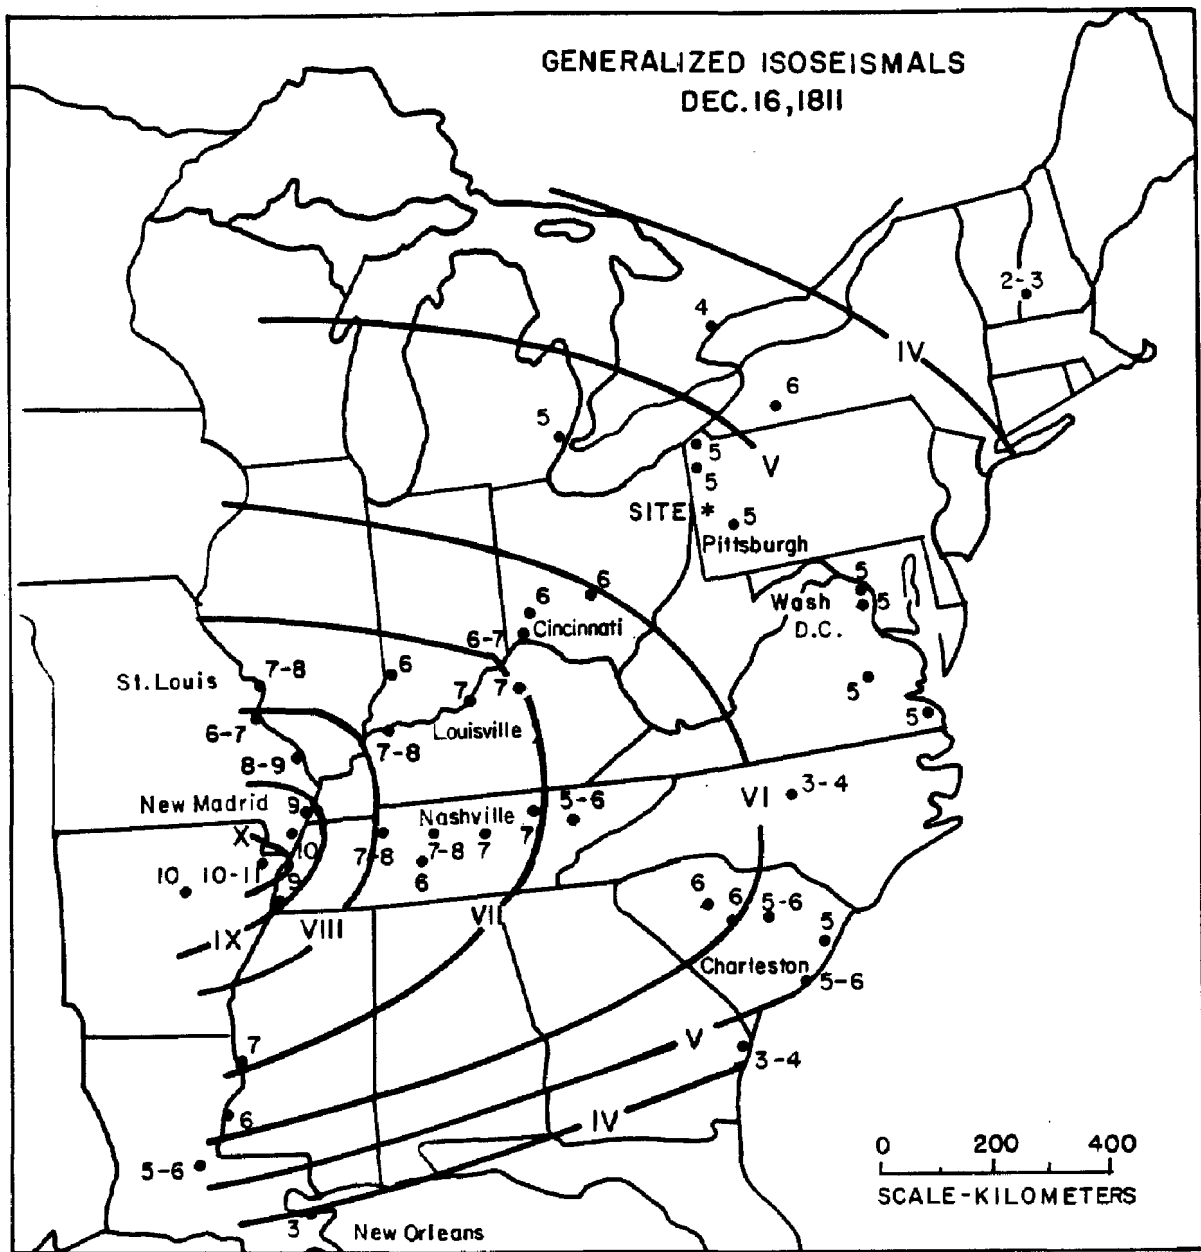 GENERALIZED ISOSEISMALS
DEC. 16, 1811
2-3
4
IV
6
5
5
V
5
SITE *
5
Pittsburgh
6
5
6
Wash
D.C.
5
Cincinnati
6-7
6
7-8
St. Louis
7
7
5
5
6-7
Louisville
7-8
8-9
3-4
VI
New Madrid
9
Nashville
5-6
X
10
7-8
7-8
7
7
10
10-11
9
6
6
6
5-6
5
IX
VIII
VII
Charleston
5-6
V
7
3-4
6
IV
5-6
0 200 400
SCALE-KILOMETERS
3
New Orleans